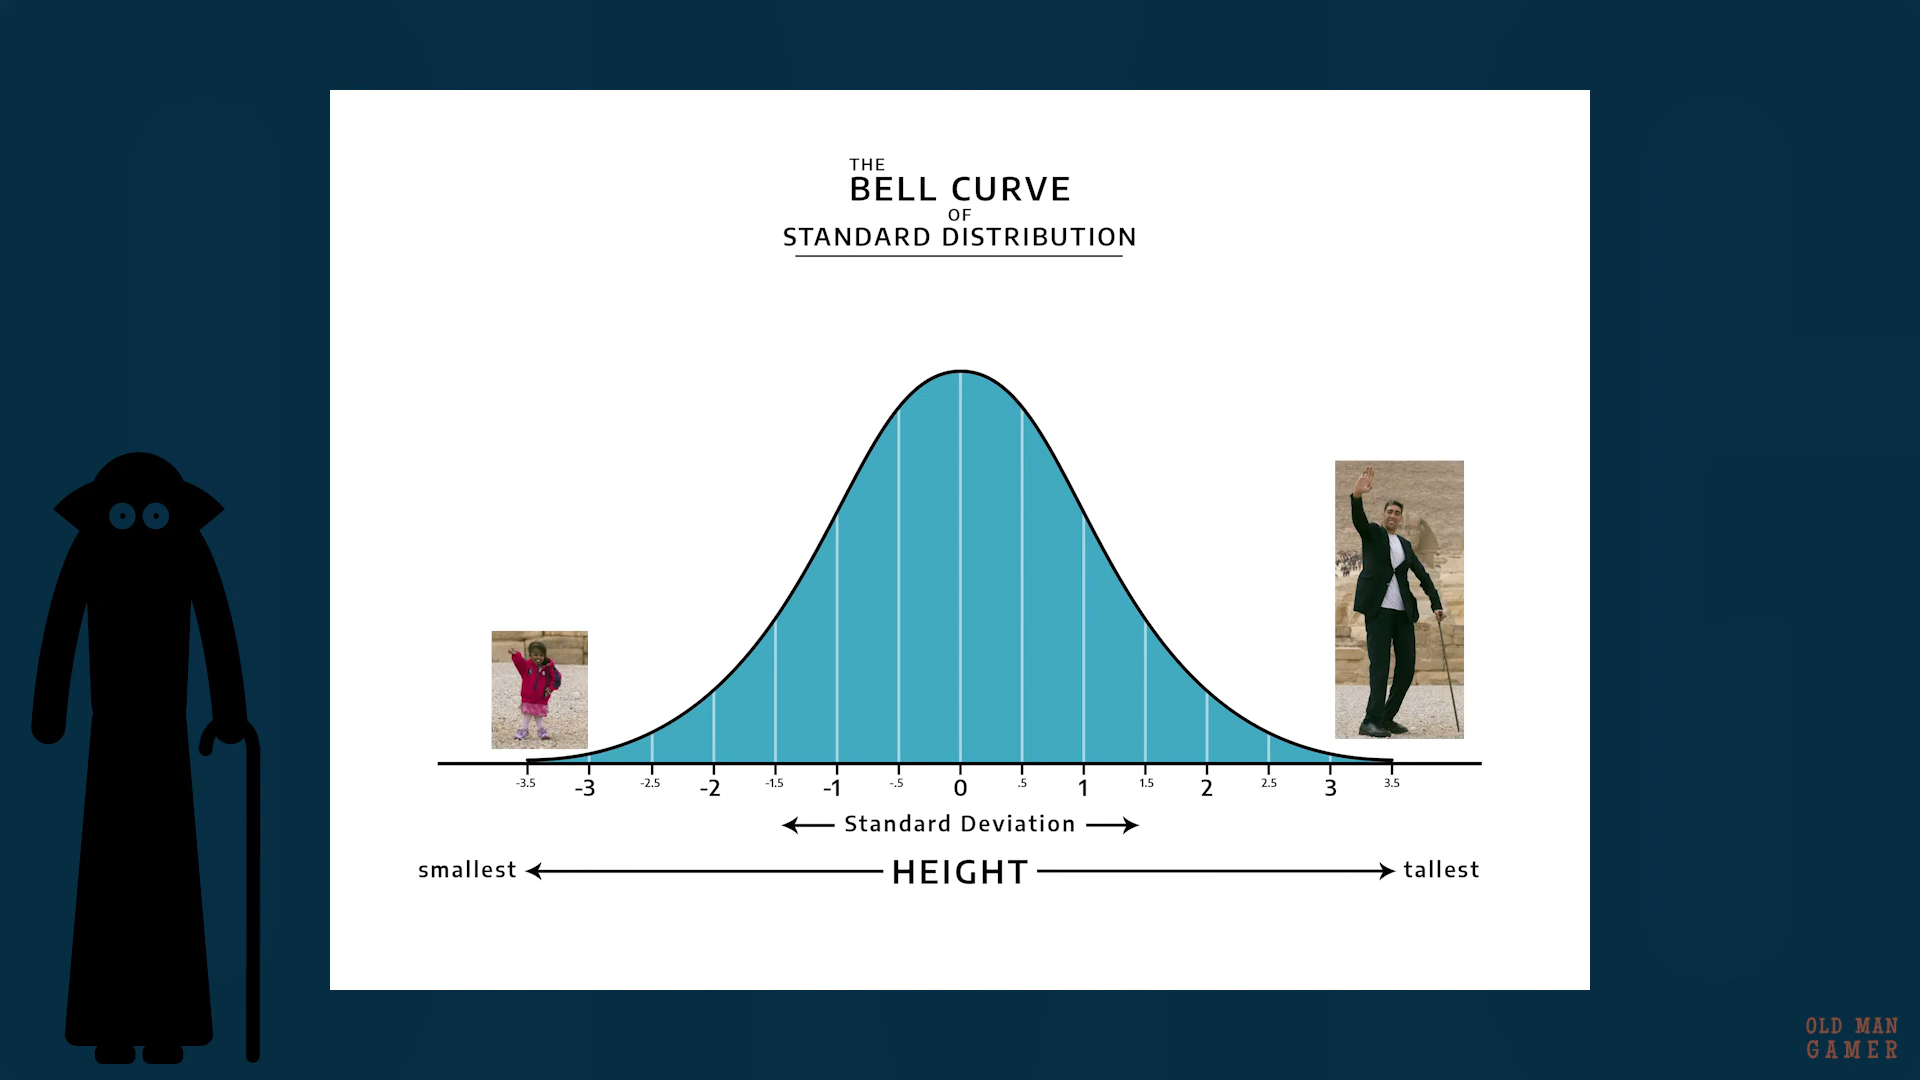 THE
BELL CURVE
OF
STANDARD DISTRIBUTION
-3.5 -3 -2.5 -2 -1.5 -1 -.5 0 .5 1 1.5 2 2.5 3 3.5
Standard Deviation
smallest HEIGHT tallest
OLD MAN
GAMER